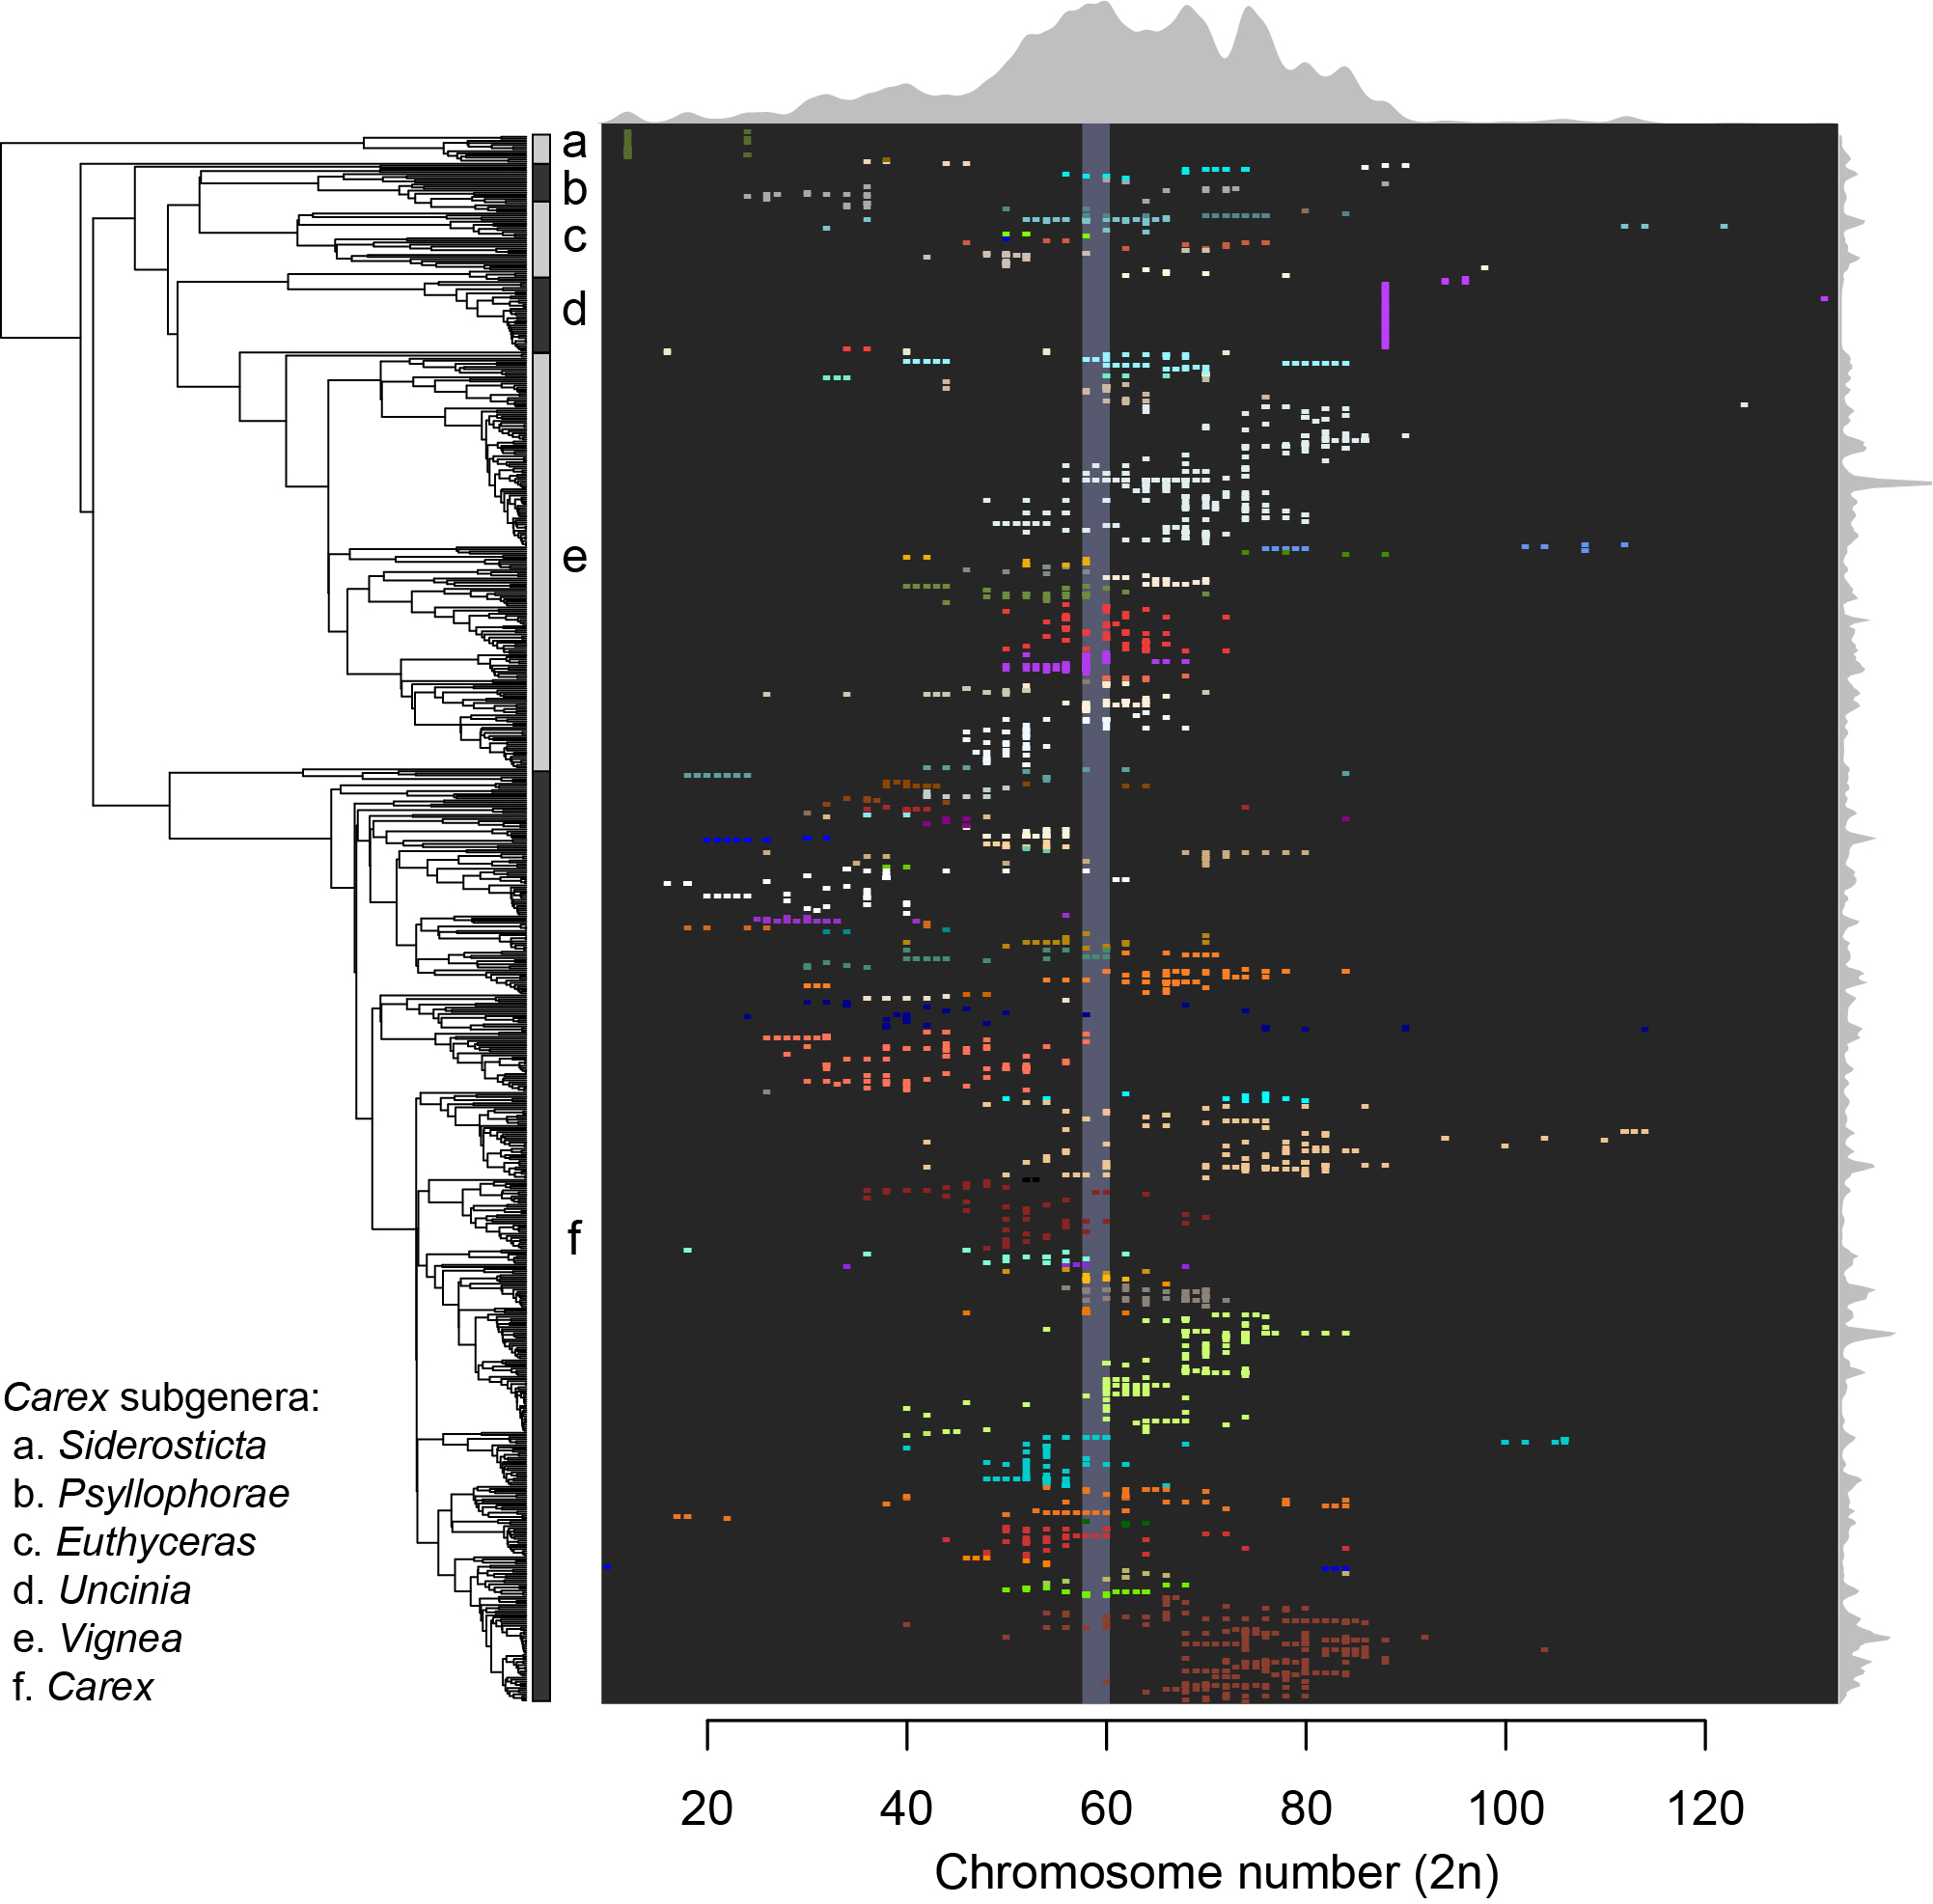 a
b
c
d
e
f
Carex subgenera:
a. Siderosticta
b. Psyllophorae
c. Euthyceras
d. Uncinia
e. Vignea
f. Carex
20 40 60 80 100 120
Chromosome number (2n)